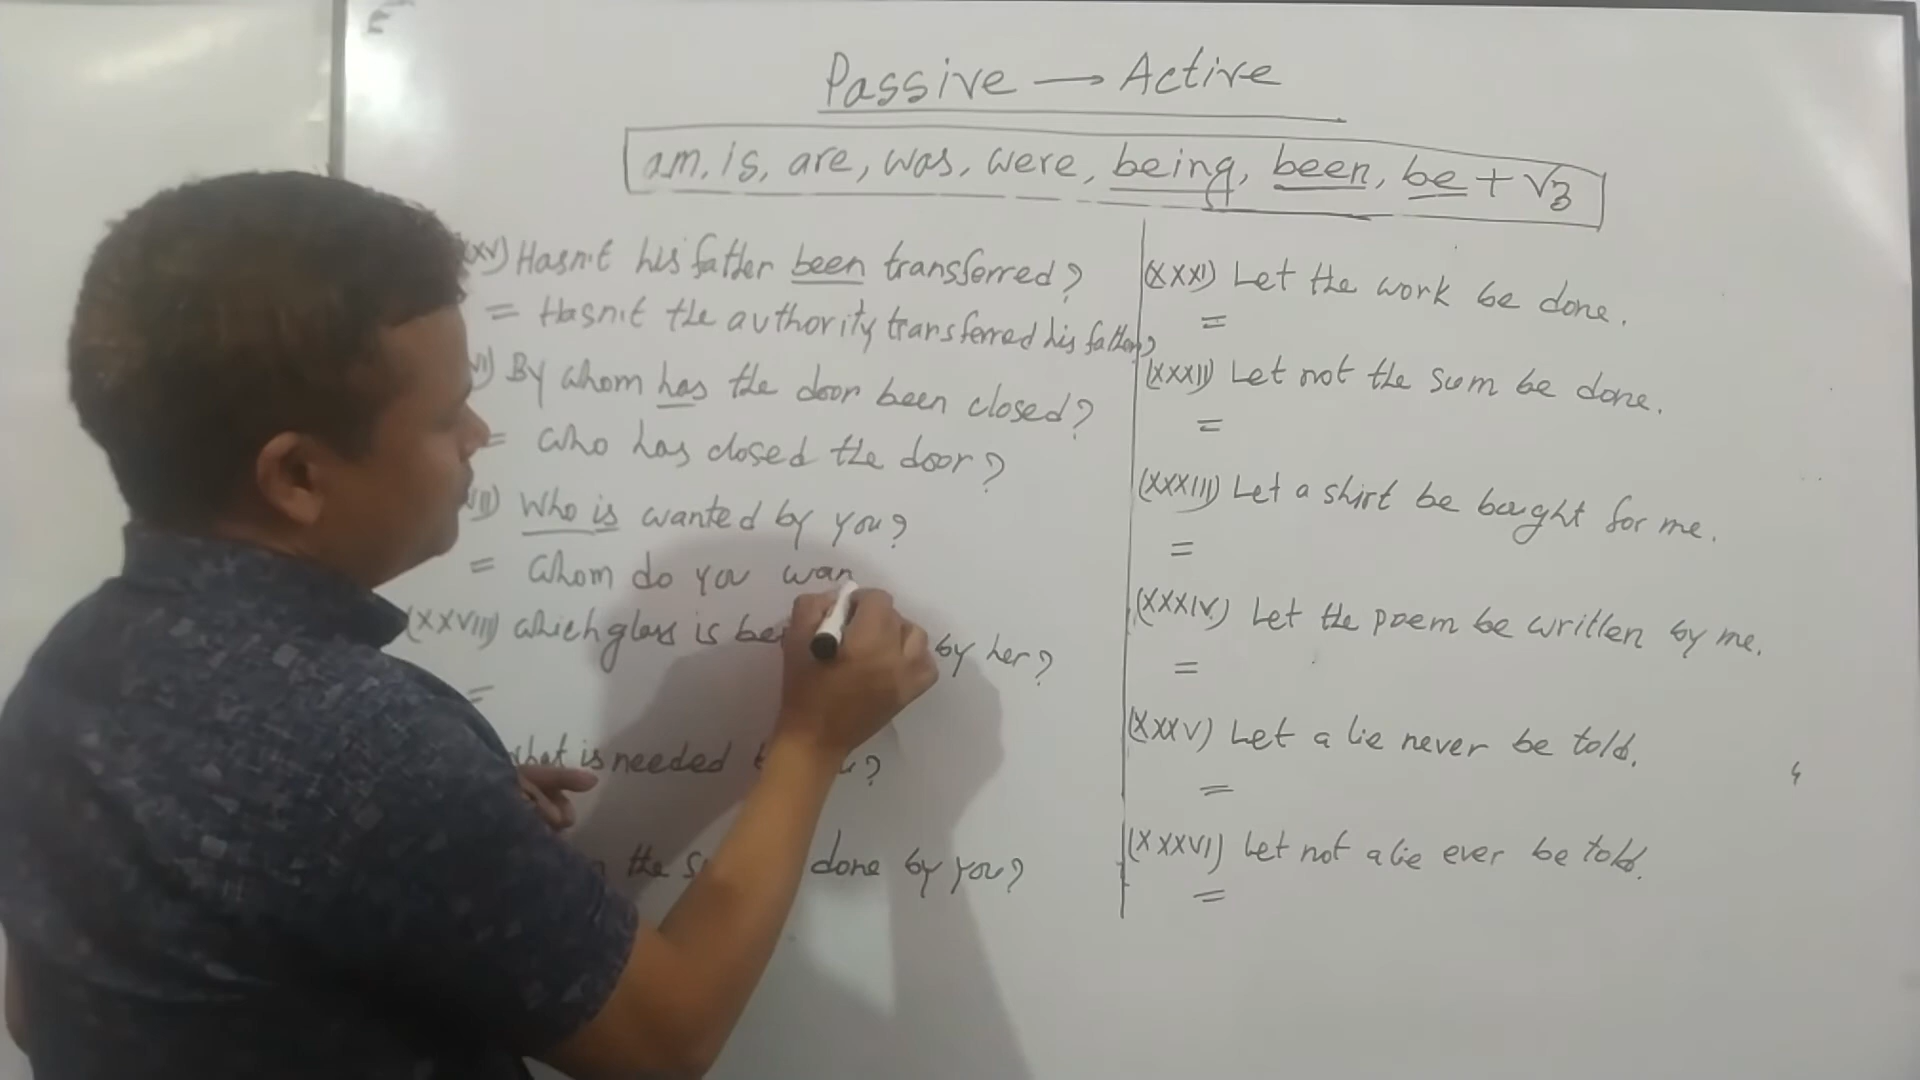 Passive → Active
am, is, are, was, were, being, been, be + V3
xxv) Hasn't his father been transferred?
= Hasn't the authority transferred his father?
vi) By whom has the door been closed?
= Who has closed the door?
vii) Who is wanted by you?
= Whom do you wan
(xxviii) Which glass is by her?
=
What is needed ?
the done by you?
(xxxi) Let the work be done.
=
(xxxii) Let not the sum be done.
=
(xxxiii) Let a shirt be bought for me.
=
(xxxiv) Let the poem be written by me.
=
(xxxv) Let a lie never be told.
=
(xxxvi) Let not a lie ever be told.
=